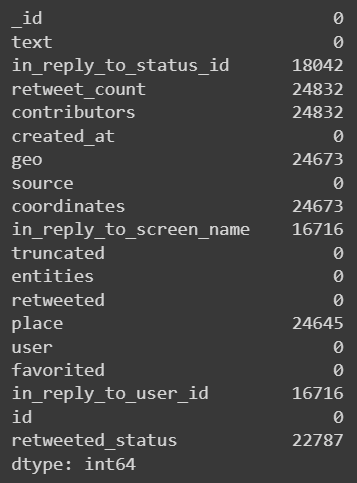 _id 0
text 0
in_reply_to_status_id 18042
retweet_count 24832
contributors 24832
created_at 0
geo 24673
source 0
coordinates 24673
in_reply_to_screen_name 16716
truncated 0
entities 0
retweeted 0
place 24645
user 0
favorited 0
in_reply_to_user_id 16716
id 0
retweeted_status 22787
dtype: int64